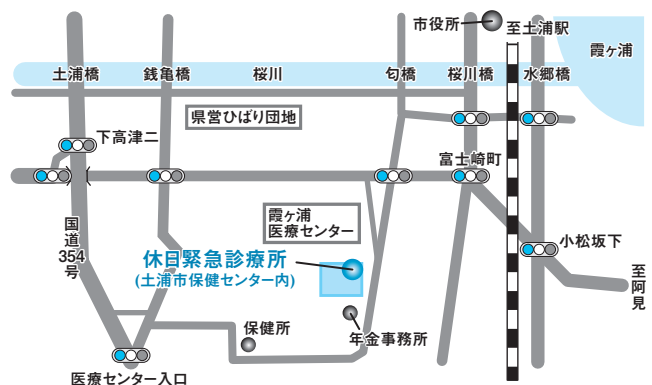 市役所
至土浦駅
霞ヶ浦
土浦橋
銭亀橋
桜川
匂橋
桜川橋
水郷橋
県営ひばり団地
下高津二
富士崎町
霞ヶ浦
医療センター
国道
354
号
小松坂下
休日緊急診療所
(土浦市保健センター内)
至阿見
保健所
年金事務所
医療センター入口